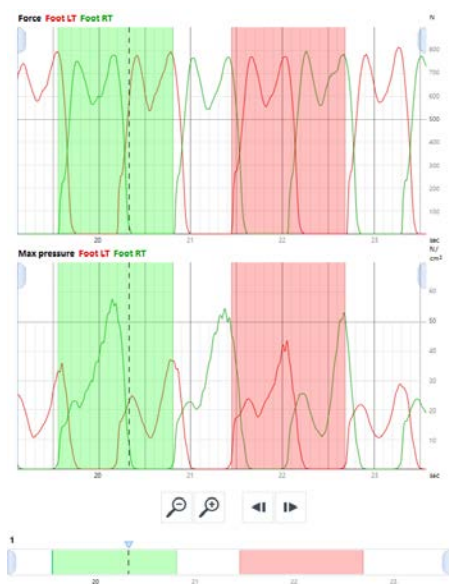 Force Foot LT Foot RT
N
800
700
600
500
400
300
200
100
20 21 22 23 sec
Max pressure Foot LT Foot RT
N/
cm²
60
50
40
30
20
10
20 21 22 23 sec
1
20 21 22 23